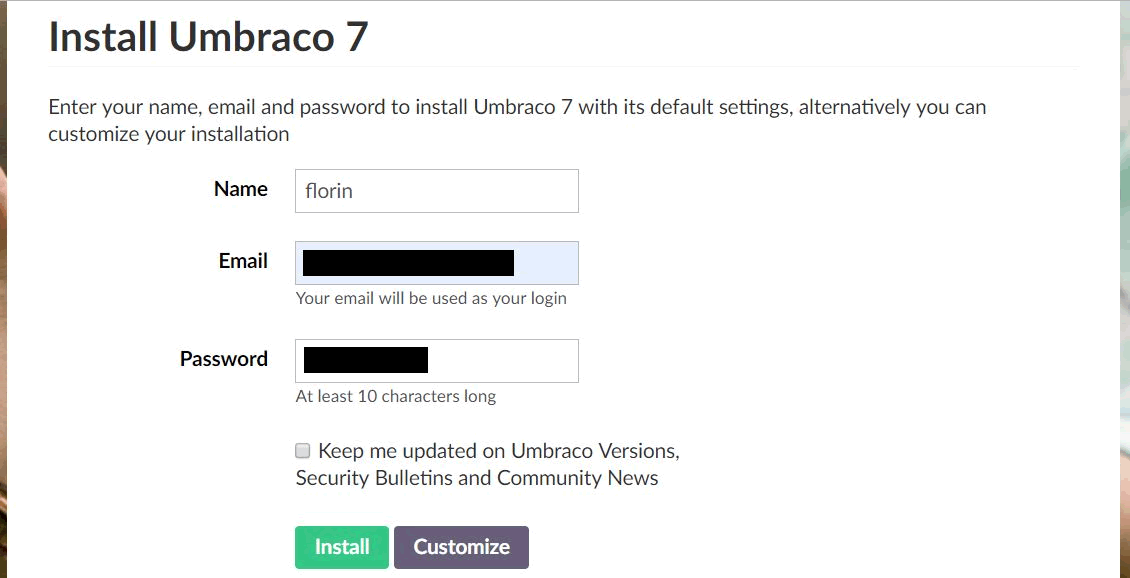 Install Umbraco 7
Enter your name, email and password to install Umbraco 7 with its default settings, alternatively you can
customize your installation
Name florin
Email
Your email will be used as your login
Password
At least 10 characters long
Keep me updated on Umbraco Versions,
Security Bulletins and Community News
Install Customize